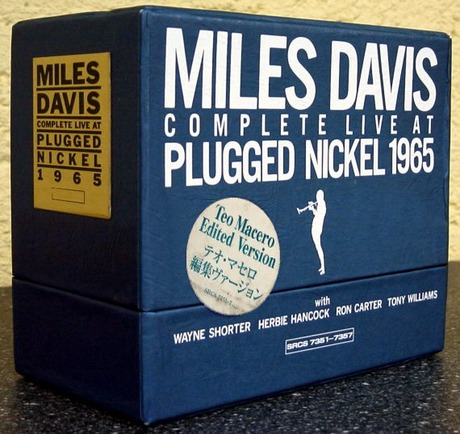 MILES
DAVIS
COMPLETE LIVE AT
PLUGGED
NICKEL
1965
MILES DAVIS
COMPLETE LIVE AT
PLUGGED NICKEL 1965
Teo Macero
Edited Version
テオ・マセロ
編集ヴァージョン
with
WAYNE SHORTER HERBIE HANCOCK RON CARTER TONY WILLIAMS
SRCS 7351–7357